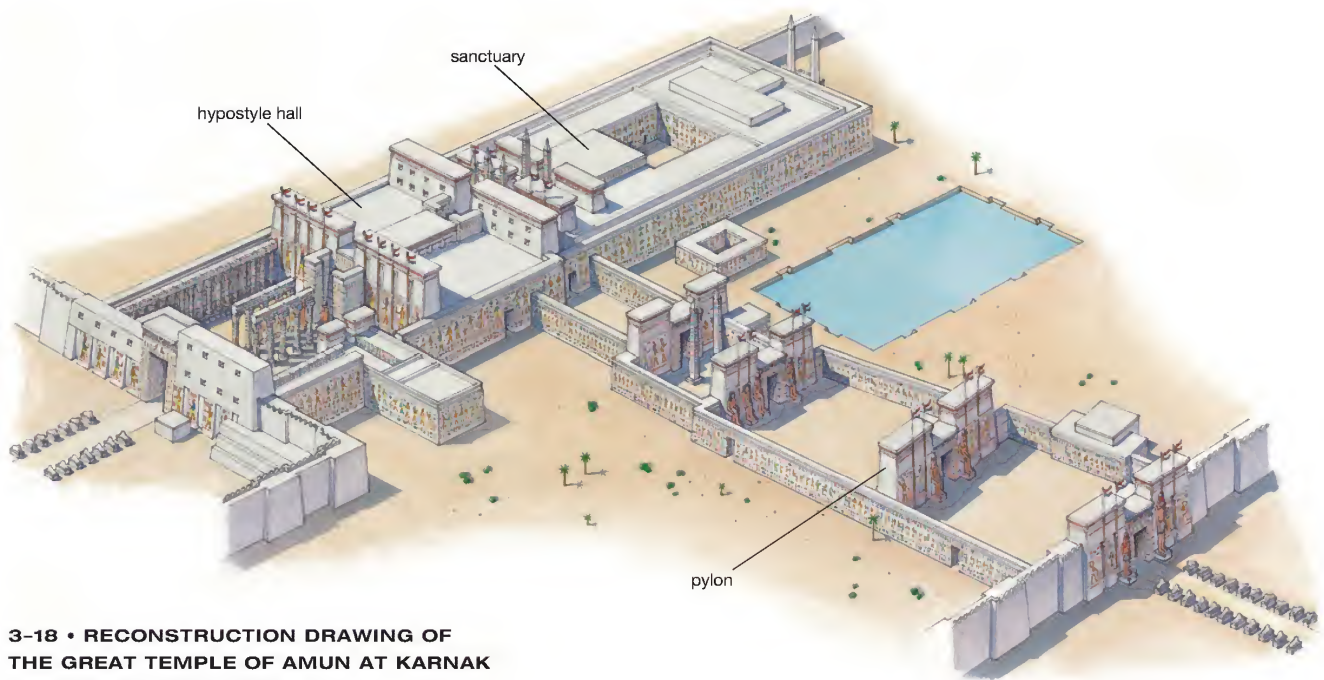 sanctuary
hypostyle hall
pylon
3-18 • RECONSTRUCTION DRAWING OF
THE GREAT TEMPLE OF AMUN AT KARNAK